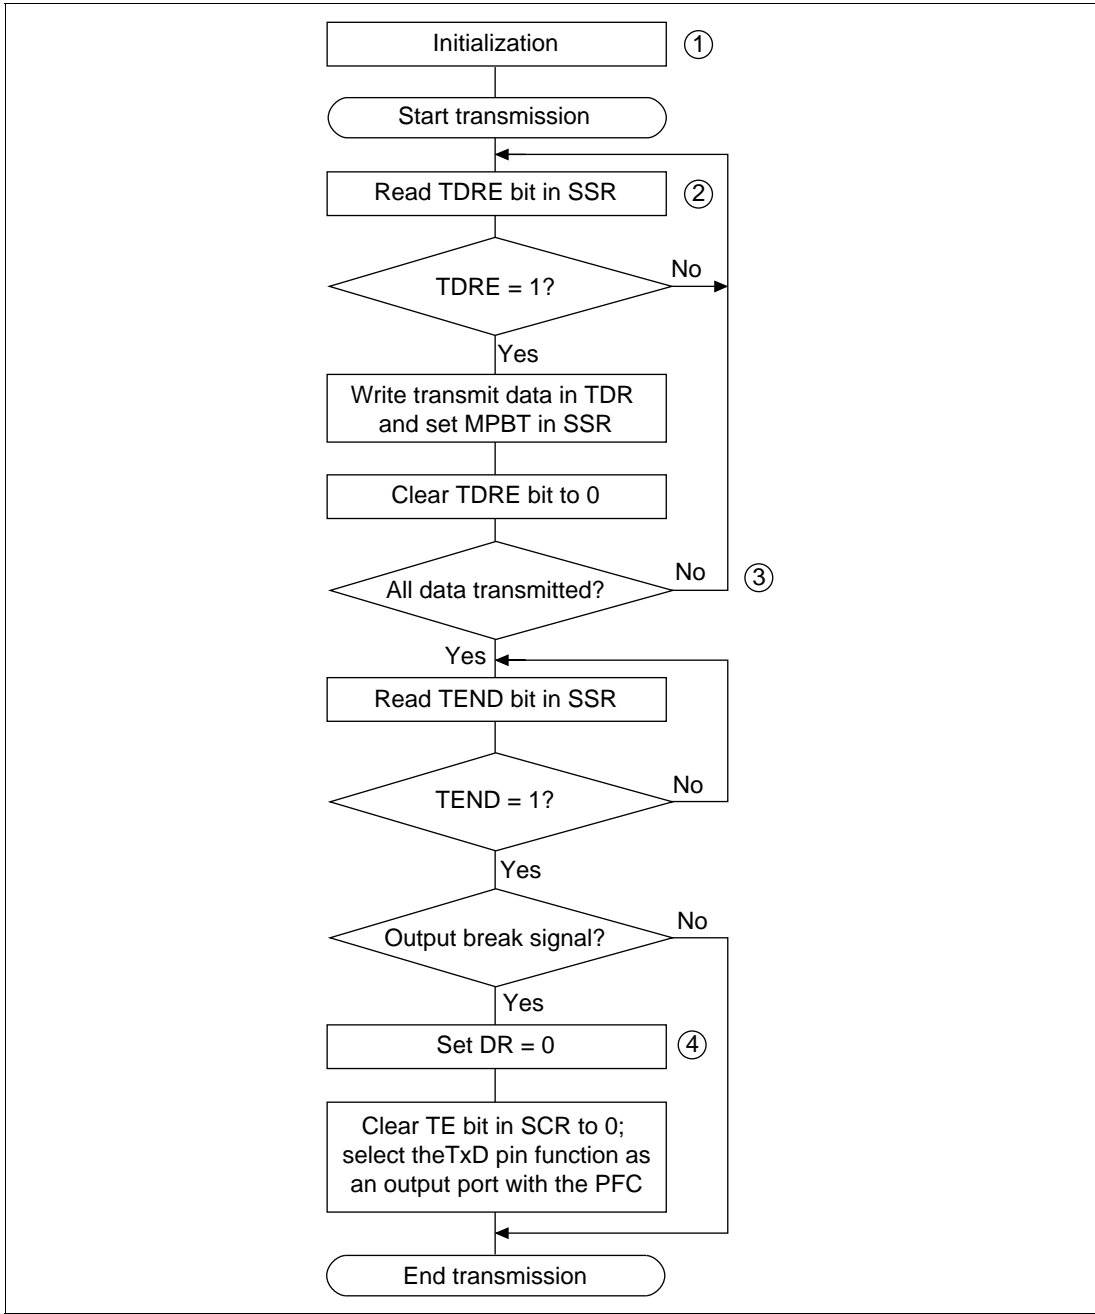 Initialization
①
Start transmission
Read TDRE bit in SSR
②
TDRE = 1?
No
Yes
Write transmit data in TDR
and set MPBT in SSR
Clear TDRE bit to 0
All data transmitted?
No
③
Yes
Read TEND bit in SSR
TEND = 1?
No
Yes
Output break signal?
No
Yes
Set DR = 0
④
Clear TE bit in SCR to 0;
select theTxD pin function as
an output port with the PFC
End transmission